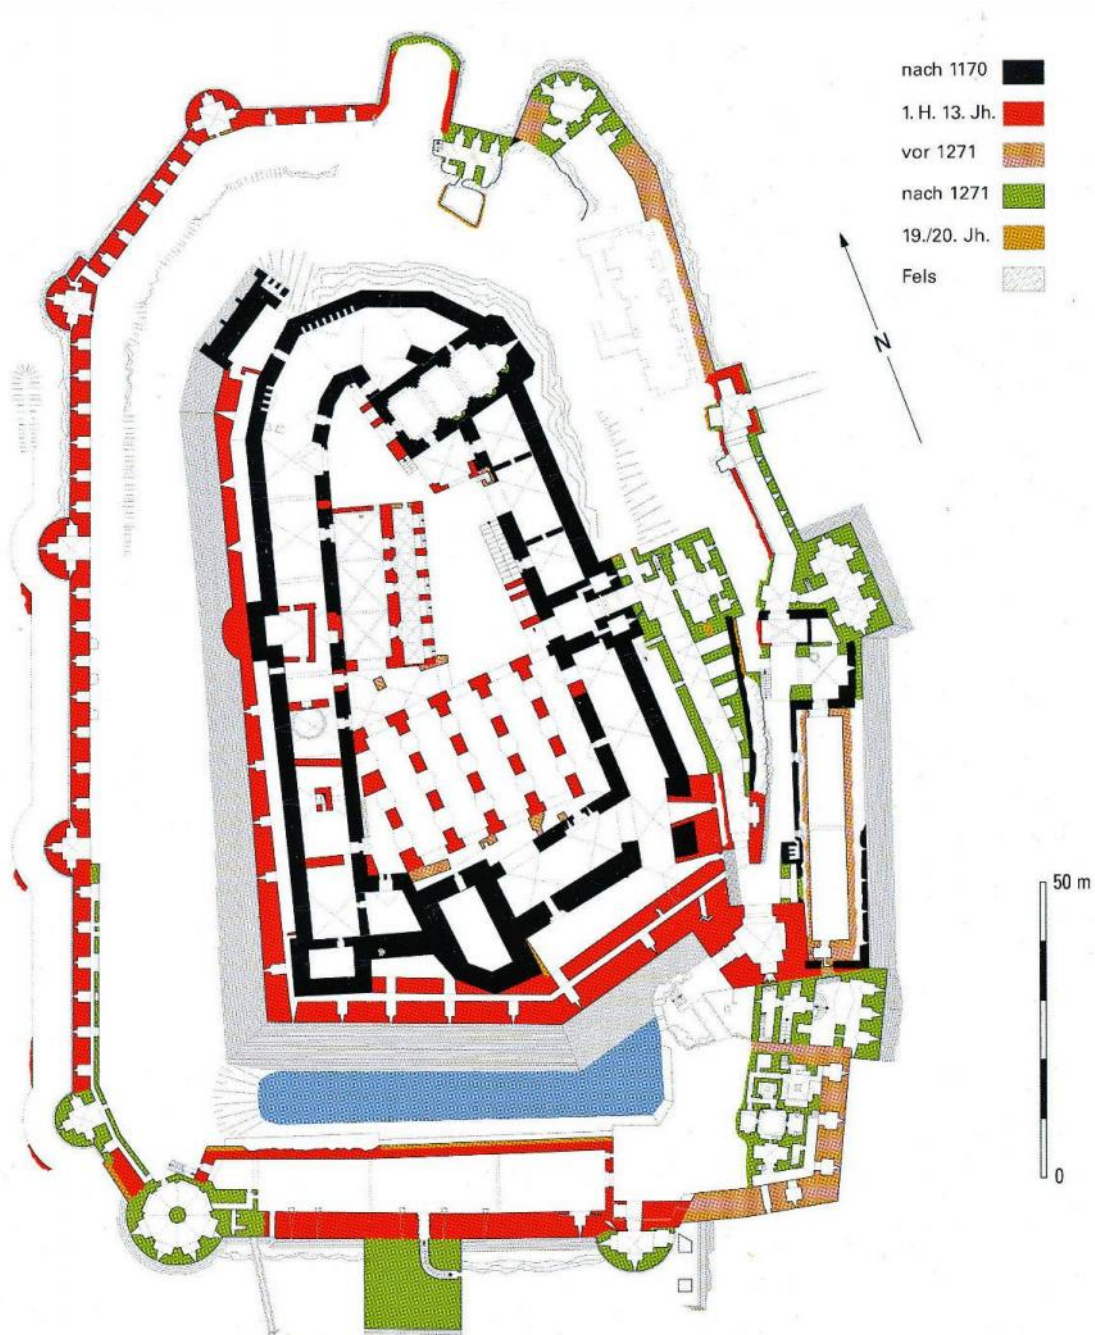 nach 1170
1. H. 13. Jh.
vor 1271
nach 1271
19./20. Jh.
Fels
N
50 m
0